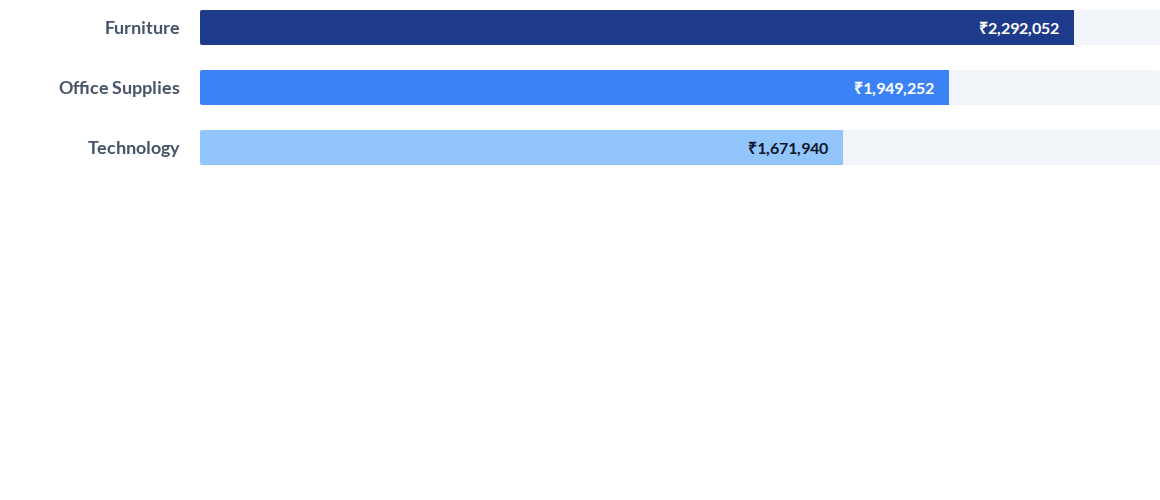 Furniture ₹2,292,052
Office Supplies ₹1,949,252
Technology ₹1,671,940